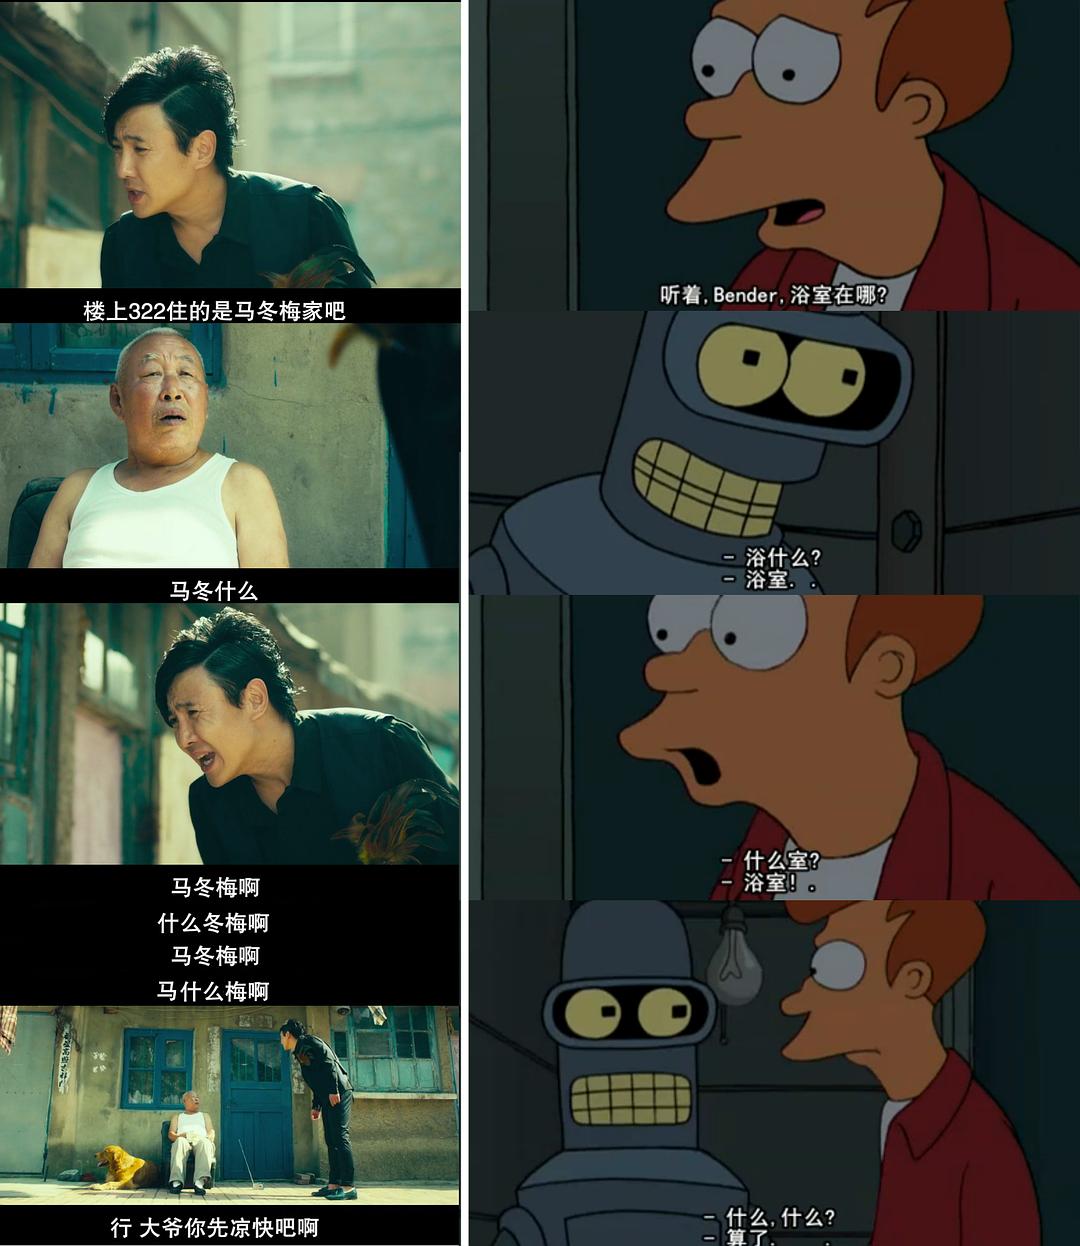 楼上322住的是马冬梅家吧
马冬什么
马冬梅啊
什么冬梅啊
马冬梅啊
马什么梅啊
行 大爷你先凉快吧啊
听着,Bender,浴室在哪?
- 浴什么?
- 浴室. .
- 什么室?
- 浴室! .
- 什么,什么?
- 算了.